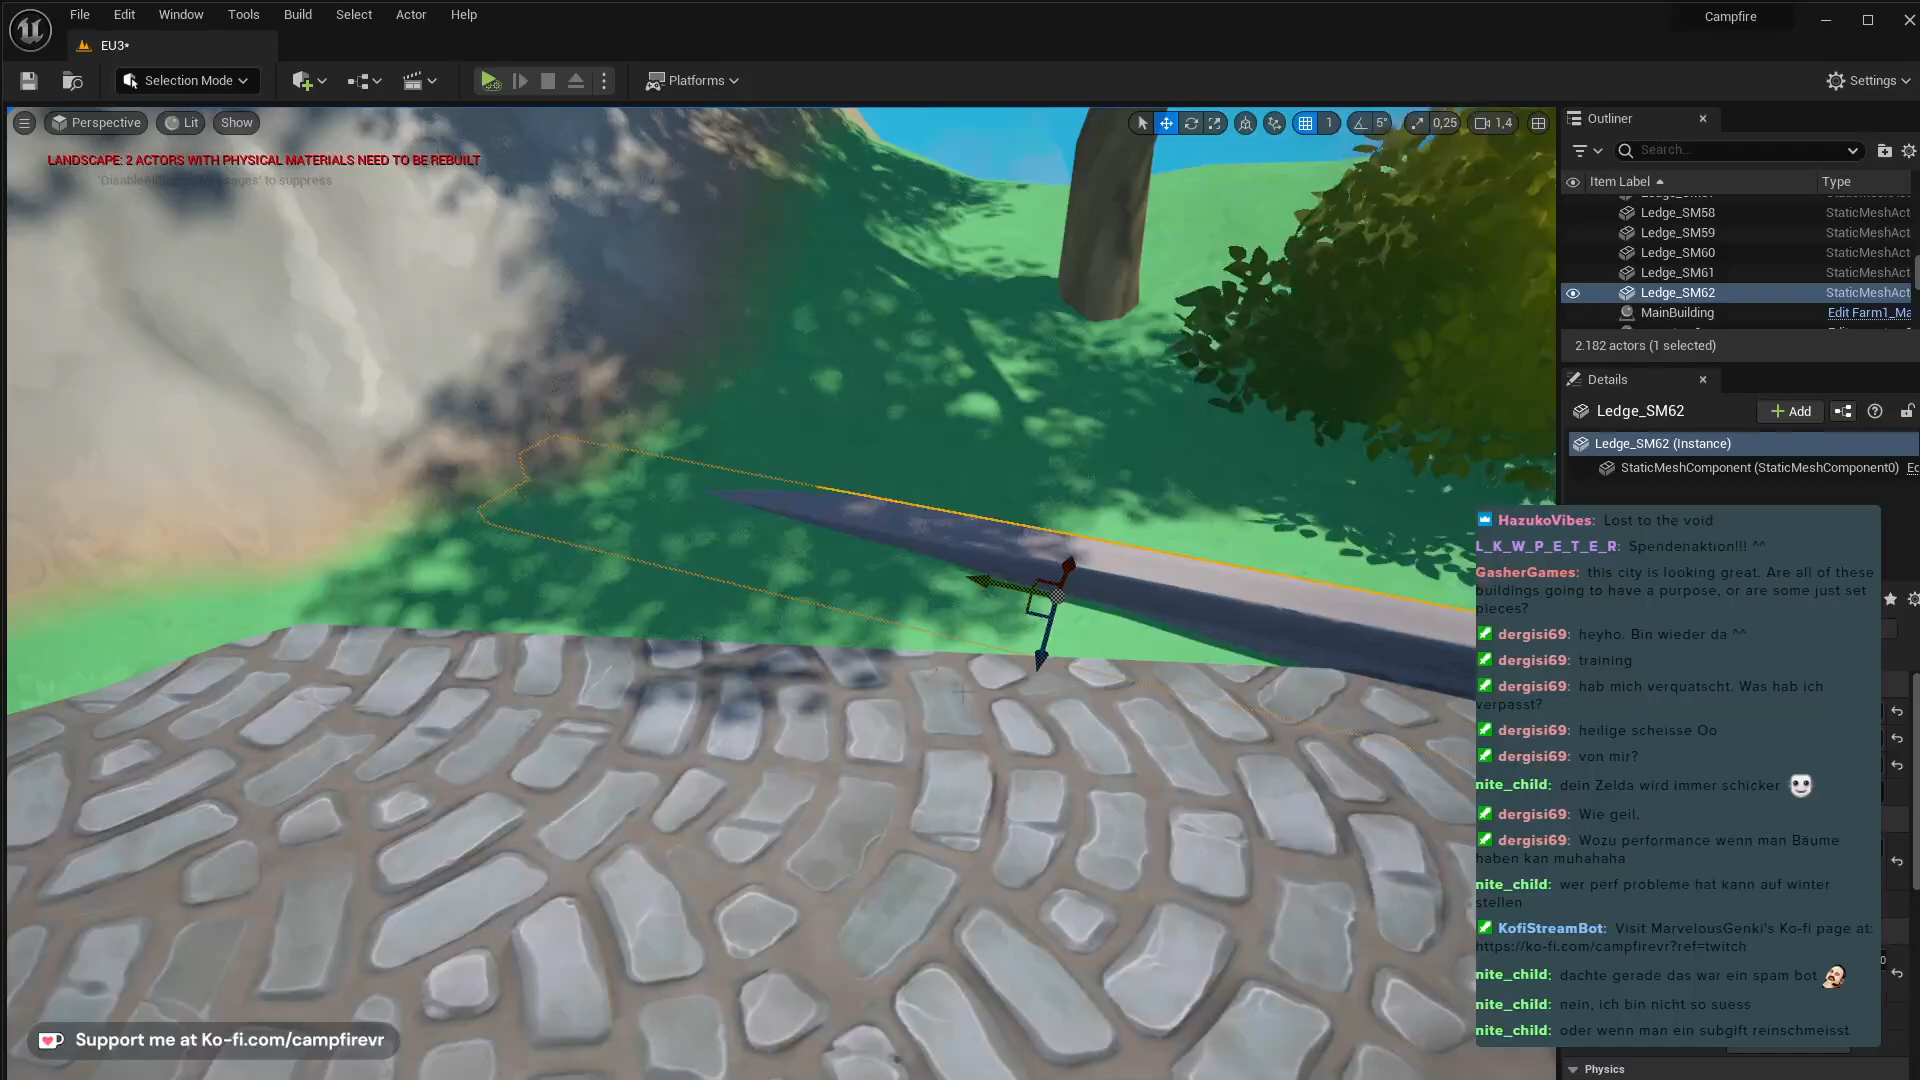 File Edit Window Tools Build Select Actor Help
Campfire
EU3*
Selection Mode
Platforms
Settings
Perspective Lit Show
1 5° 0,25 1,4
LANDSCAPE: 2 ACTORS WITH PHYSICAL MATERIALS NEED TO BE REBUILT
to suppress
Outliner
Search...
Item Label Type
Ledge_SM58 StaticMeshAct
Ledge_SM59 StaticMeshAct
Ledge_SM60 StaticMeshAct
Ledge_SM61 StaticMeshAct
Ledge_SM62 StaticMeshAct
MainBuilding Edit Farm1_Ma
2.182 actors (1 selected)
Details
Ledge_SM62 Add
Ledge_SM62 (Instance)
StaticMeshComponent (StaticMeshComponent0) Ec
HazukoVibes: Lost to the void
L_K_W_P_E_T_E_R: Spendenaktion!!! ^^
GasherGames: this city is looking great. Are all of these
buildings going to have a purpose, or are some just set
pieces?
dergisi69: heyho. Bin wieder da ^^
dergisi69: training
dergisi69: hab mich verquatscht. Was hab ich
verpasst?
dergisi69: heilige scheisse Oo
dergisi69: von mir?
nite_child: dein Zelda wird immer schicker
dergisi69: Wie geil.
dergisi69: Wozu performance wenn man Bäume
haben kan muhahaha
nite_child: wer perf probleme hat kann auf winter
stellen
KofiStreamBot: Visit MarvelousGenki's Ko-fi page at:
https://ko-fi.com/campfirevr?ref=twitch
nite_child: dachte gerade das war ein spam bot
nite_child: nein, ich bin nicht so suess
nite_child: oder wenn man ein subgift reinschmeisst
Support me at Ko-fi.com/campfirevr
Physics